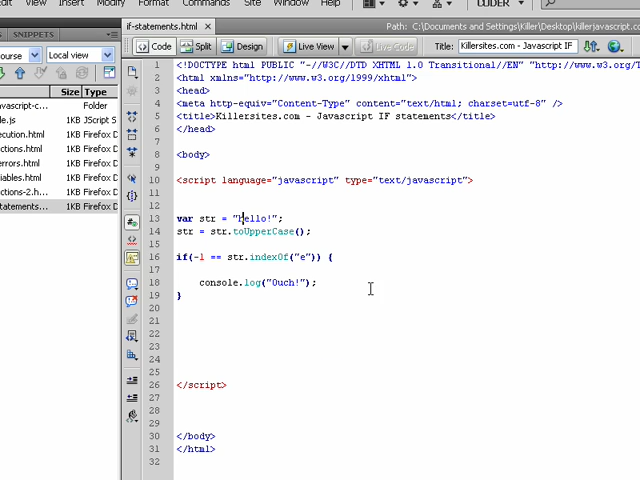 Edit View Insert Modify Format Commands Site Window Help CODER
if-statements.html × Path: C:\Documents and Settings\Killer\Desktop\killerjavasc
SNIPPETS
Code Split Design Live View Live Code Title: Killersites.com - Javascript IF
course Local view
Size Type
avascript-c... Folder
le.js 1KB JScript S
ecution.html 1KB Firefox D
.html 1KB Firefox D
errors.html 1KB Firefox D
ctions-2.h... 1KB Firefox D
statements... 1KB Firefox D
1 <!DOCTYPE html PUBLIC "-//W3C//DTD XHTML 1.0 Transitional//EN" "http://www.w3.org/T
2 <html xmlns="http://www.w3.org/1999/xhtml">
3 <head>
4 <meta http-equiv="Content-Type" content="text/html; charset=utf-8" />
5 <title>Killersites.com - Javascript IF statements</title>
6 </head>
7
8 <body>
9
10 <script language="javascript" type="text/javascript">
11
12
13 var str = "hello!";
14 str = str.toUpperCase();
15
16 if(-1 == str.indexOf("e")) {
17
18 console.log("Ouch!");
19 }
20
21
22
23
24
25
26 </script>
27
28
29
30 </body>
31 </html>
32